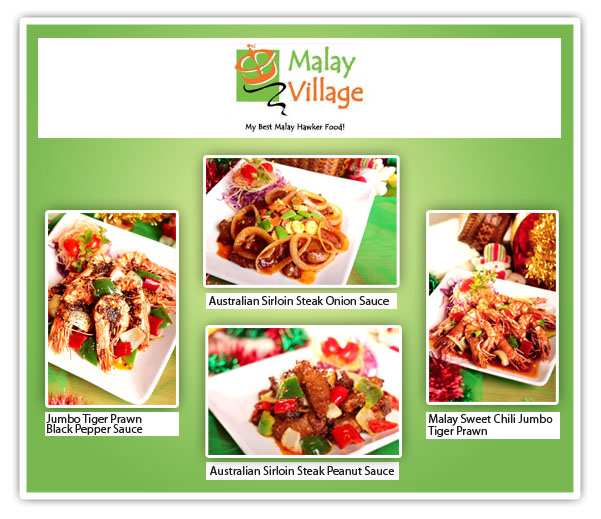 Malay
Village
My Best Malay Hawker Food!
Australian Sirloin Steak Onion Sauce
Jumbo Tiger Prawn
Black Pepper Sauce
Malay Sweet Chili Jumbo
Tiger Prawn
Australian Sirloin Steak Peanut Sauce